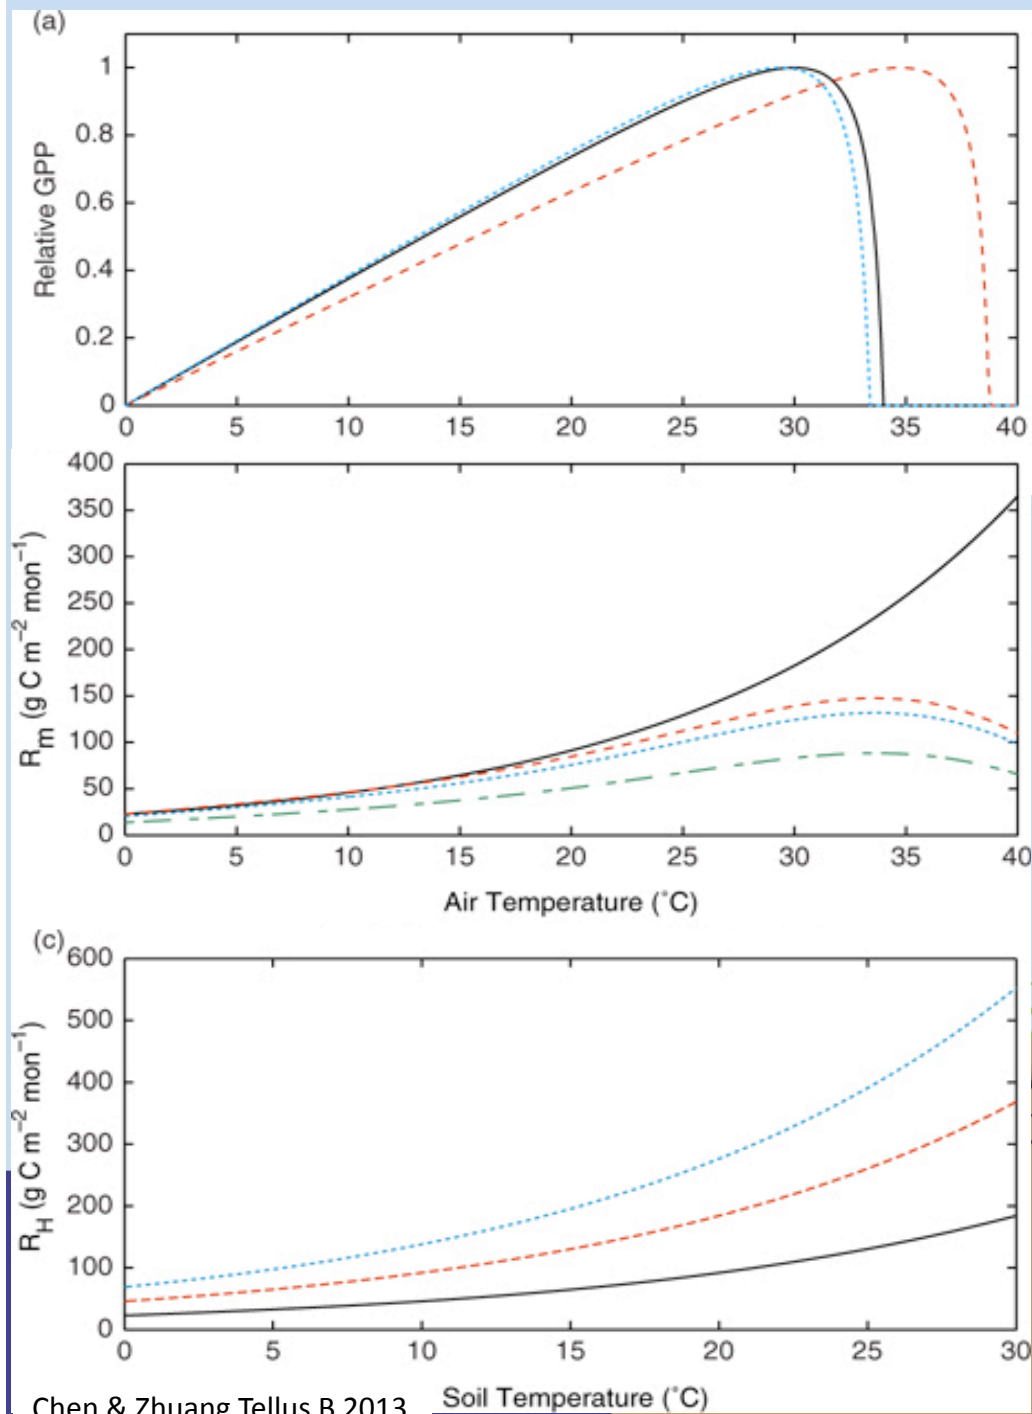 (a)
Relative GPP
1
0.8
0.6
0.4
0.2
0
0 5 10 15 20 25 30 35 40
R_m (g C m⁻² mon⁻¹)
400
350
300
250
200
150
100
50
0
0 5 10 15 20 25 30 35 40
Air Temperature (°C)
(c)
R_H (g C m⁻² mon⁻¹)
600
500
400
300
200
100
0
0 5 10 15 20 25 30
Soil Temperature (°C)
Chen & Zhuang Tellus B 2013